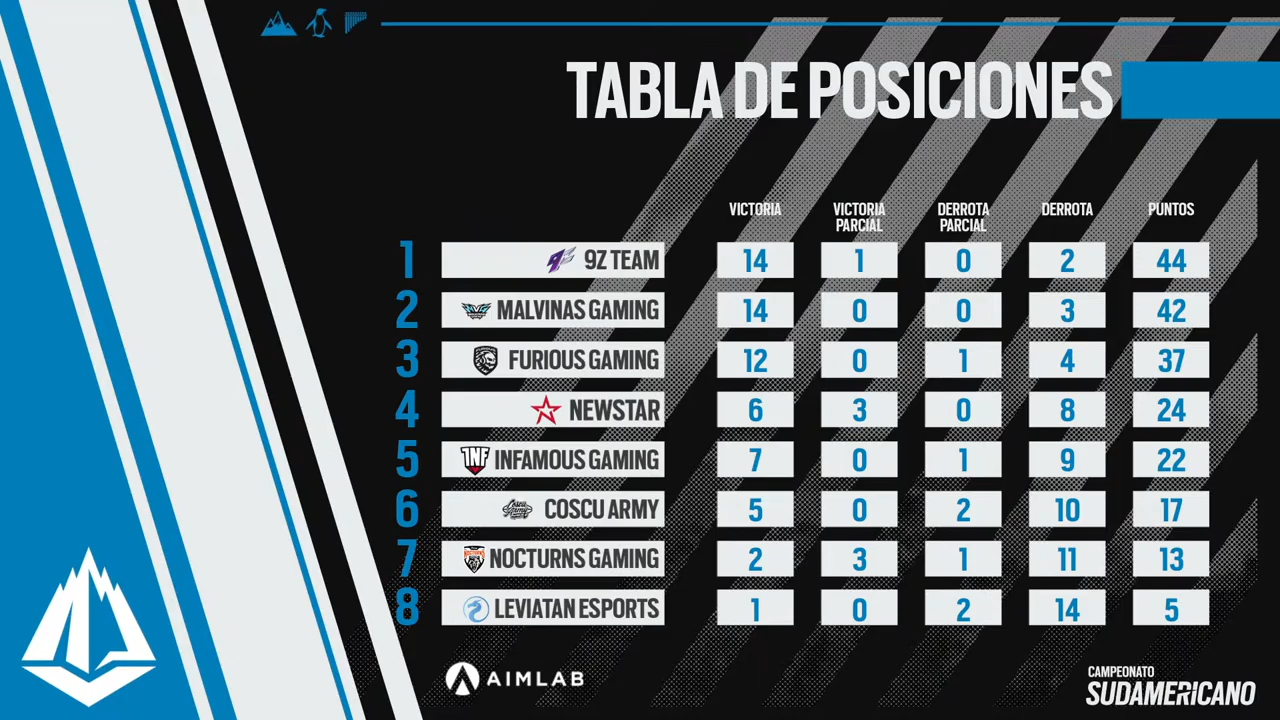 TABLA DE POSICIONES
VICTORIA VICTORIA PARCIAL DERROTA PARCIAL DERROTA PUNTOS
1 9Z TEAM 14 1 0 2 44
2 MALVINAS GAMING 14 0 0 3 42
3 FURIOUS GAMING 12 0 1 4 37
4 NEWSTAR 6 3 0 8 24
5 INF INFAMOUS GAMING 7 0 1 9 22
6 COSCU ARMY 5 0 2 10 17
7 NOCTURNS GAMING 2 3 1 11 13
8 LEVIATAN ESPORTS 1 0 2 14 5
AIMLAB
CAMPEONATO
SUDAMERICANO